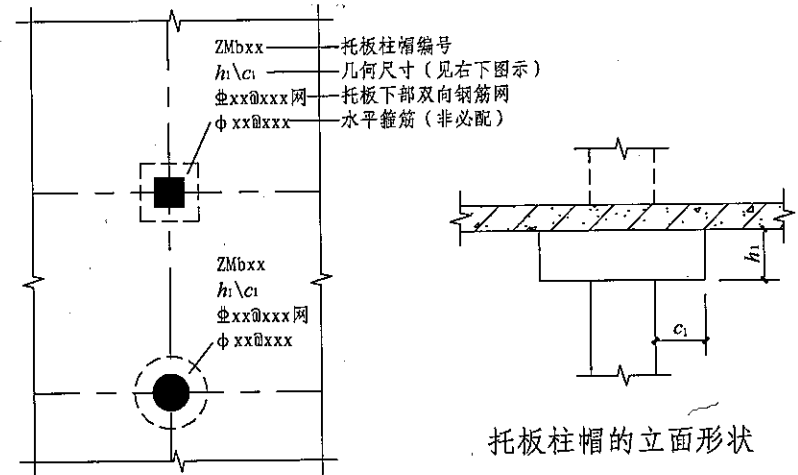 ZMbxx 托板柱帽编号
h1\c1 几何尺寸（见右下图示）
⏂xx@xxx网 托板下部双向钢筋网
ϕxx@xxx 水平箍筋（非必配）
ZMbxx
h1\c1
⏂xx@xxx网
ϕxx@xxx
h1
c1
托板柱帽的立面形状